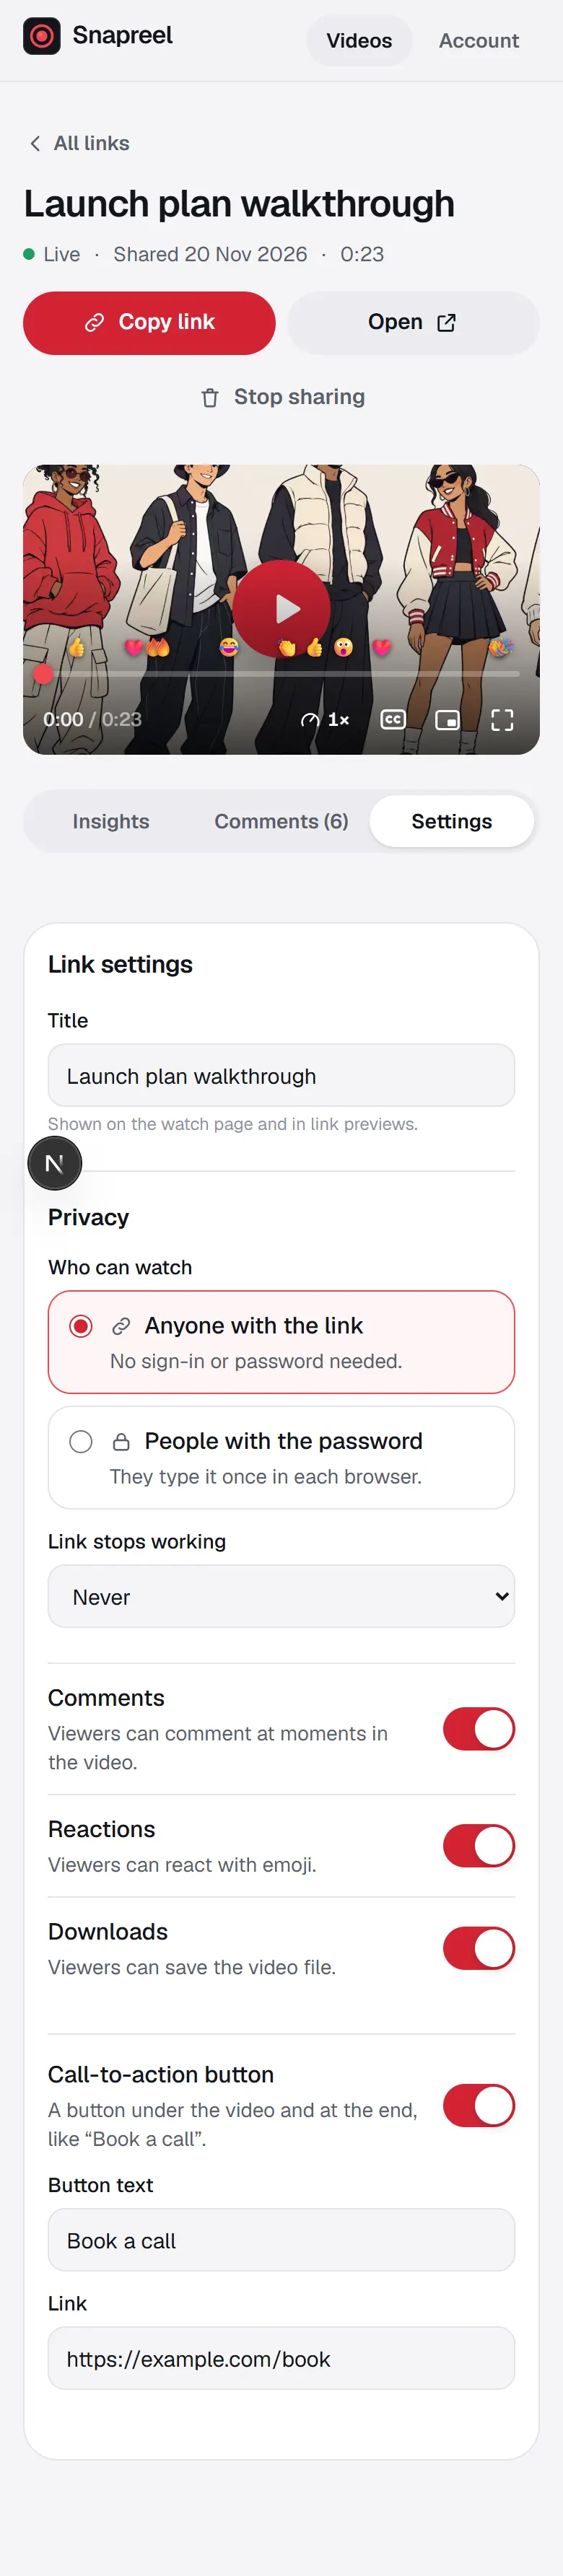 Snapreel
Videos
Account
All links
Launch plan walkthrough
Live · Shared 20 Nov 2026 · 0:23
Copy link
Open
Stop sharing
0:00 / 0:23
1×
CC
Insights
Comments (6)
Settings
Link settings
Title
Launch plan walkthrough
Shown on the watch page and in link previews.
N
Privacy
Who can watch
Anyone with the link
No sign-in or password needed.
People with the password
They type it once in each browser.
Link stops working
Never
Comments
Viewers can comment at moments in
the video.
Reactions
Viewers can react with emoji.
Downloads
Viewers can save the video file.
Call-to-action button
A button under the video and at the end,
like “Book a call”.
Button text
Book a call
Link
https://example.com/book